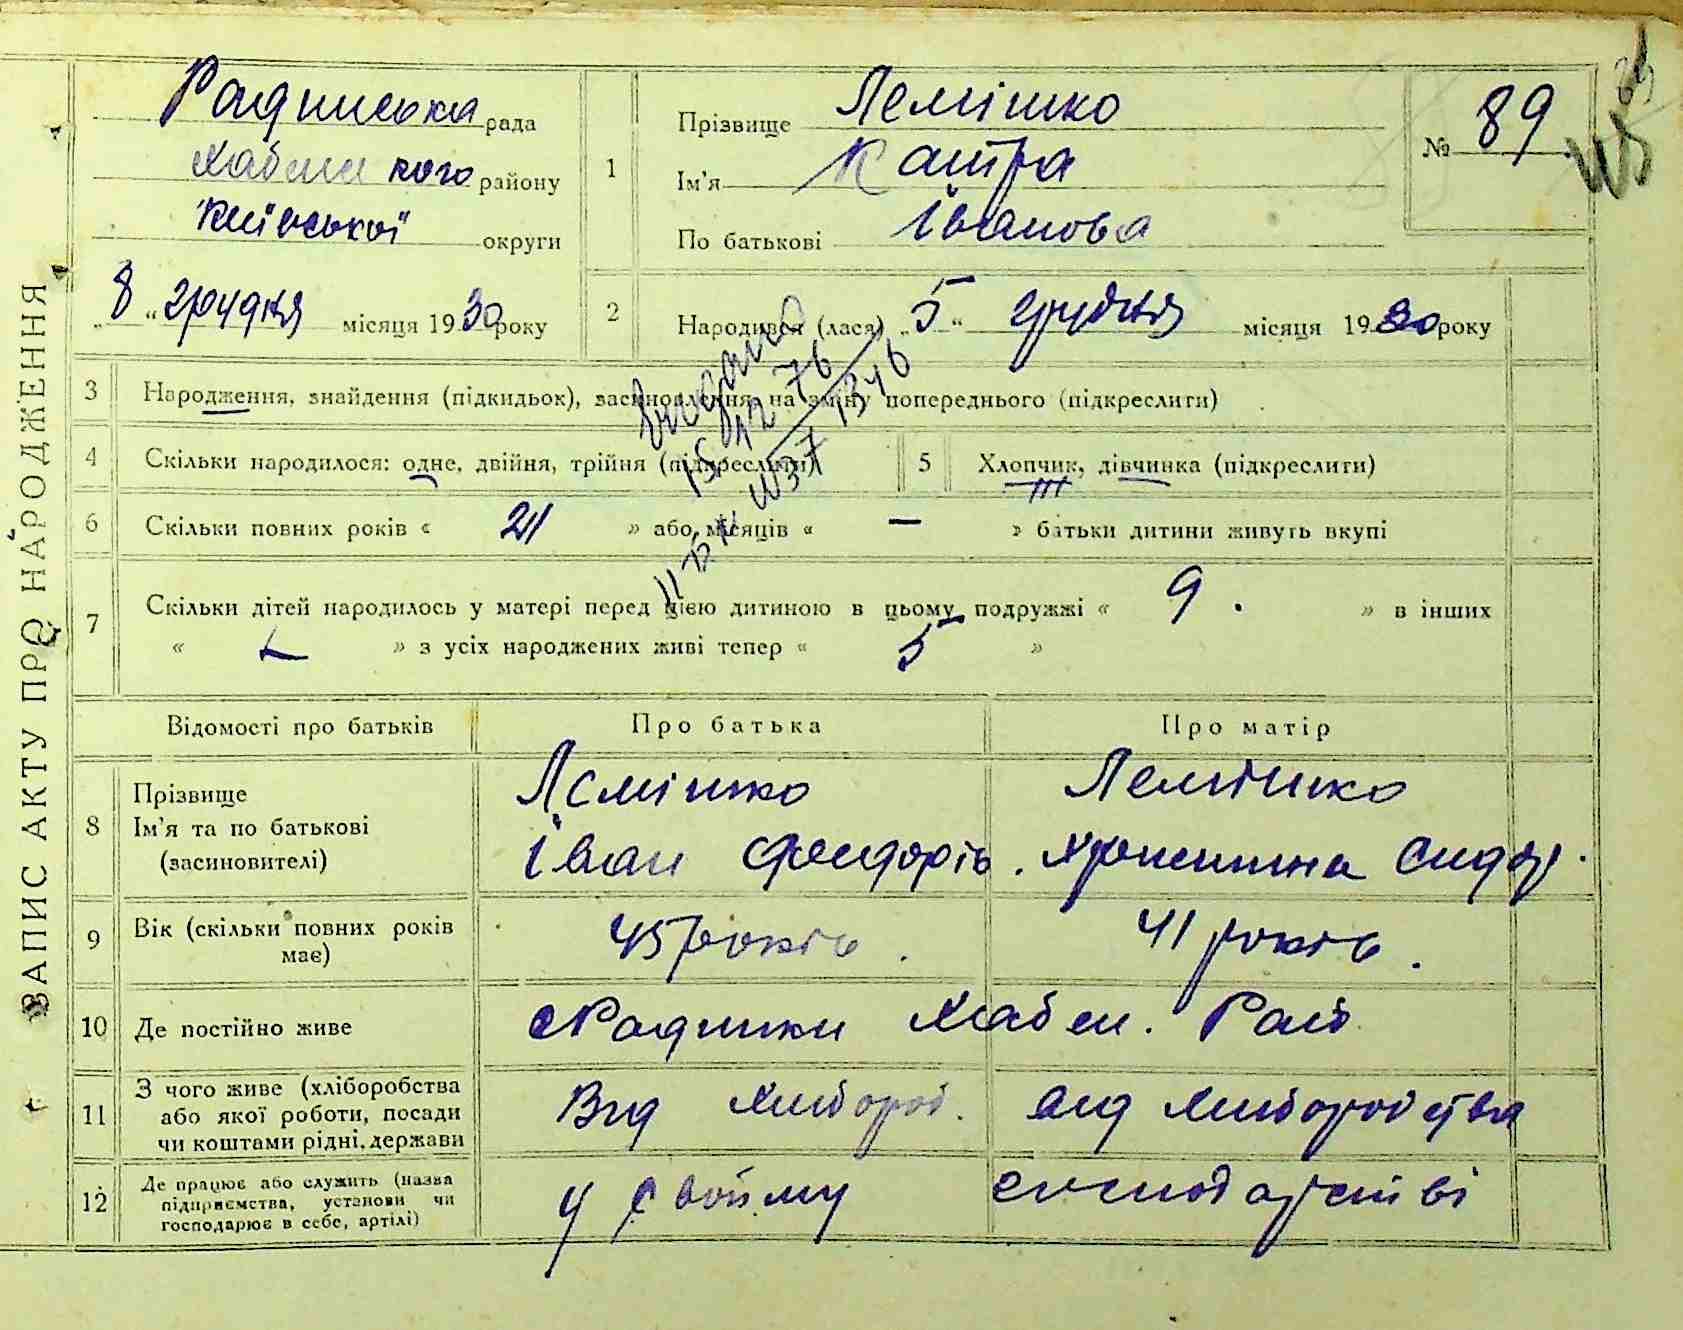 ЗАПИС АКТУ ПРО НАРОДЖЕННЯ
Радинська рада
Хабенского району
Київської округи
„8“ грудня місяця 1930 року
1
Прізвище Лемішко
Ім'я Катра
По батькові Іванова
№ 89
2
Народився (лася) „5“ грудня місяця 1930 року
3 Народження, знайдення (підкидьок), засиновлення, на зміну попереднього (підкреслити)
4 Скільки народилося: одне, двійня, трійня (підкреслити)
5 Хлопчик, дівчинка (підкреслити)
6 Скільки повних років « 21 » або місяців « — » батьки дитини живуть вкупі
7 Скільки дітей народилось у матері перед цією дитиною в цьому подружжі « 9. » в інших
« — » з усіх народжених живі тепер « 5 »
Відомості про батьків Про батька Про матір
8 Прізвище
Ім'я та по батькові
(засиновителі)
Лемішко
Іван Федорів.
Лемішко
Сидор.
9 Вік (скільки повних років має)
45 років.
41 років.
10 Де постійно живе
с Радинки Хабен. Рай
11 З чого живе (хліборобства
або якої роботи, посади
чи коштами рідні, держави
Від хлібороб.
від хліборобства
12 Де працює або служить (назва
підприємства, установи чи
господарює в себе, артілі)
у своїму господарстві